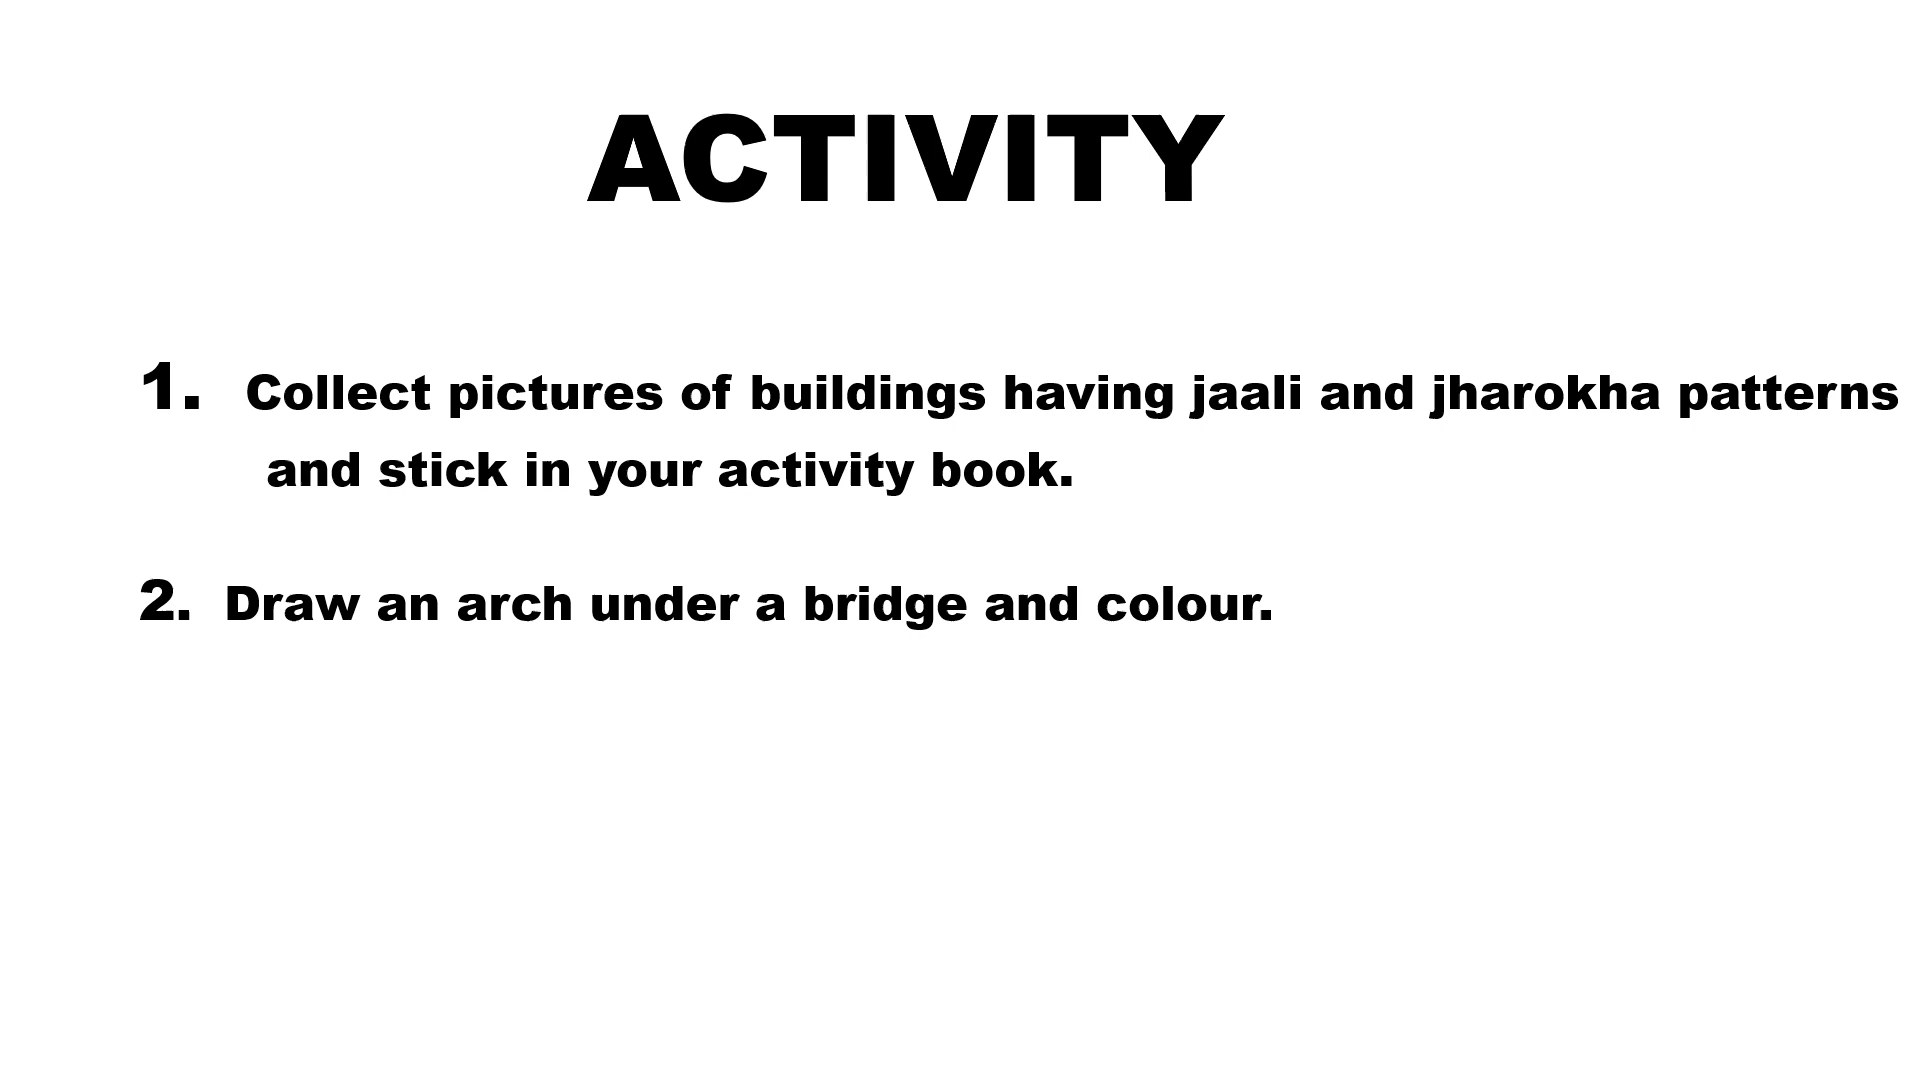 ACTIVITY
1. Collect pictures of buildings having jaali and jharokha patterns
and stick in your activity book.
2. Draw an arch under a bridge and colour.